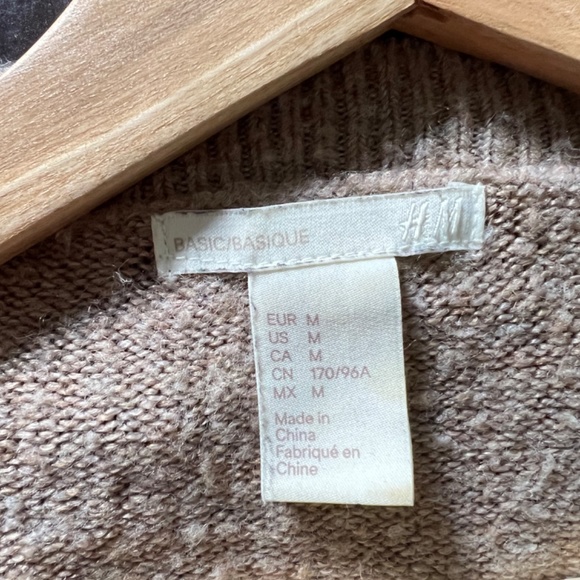 BASIC/BASIQUE H&M
EUR M
US M
CA M
CN 170/96A
MX M
Made in
China
Fabriqué en
Chine